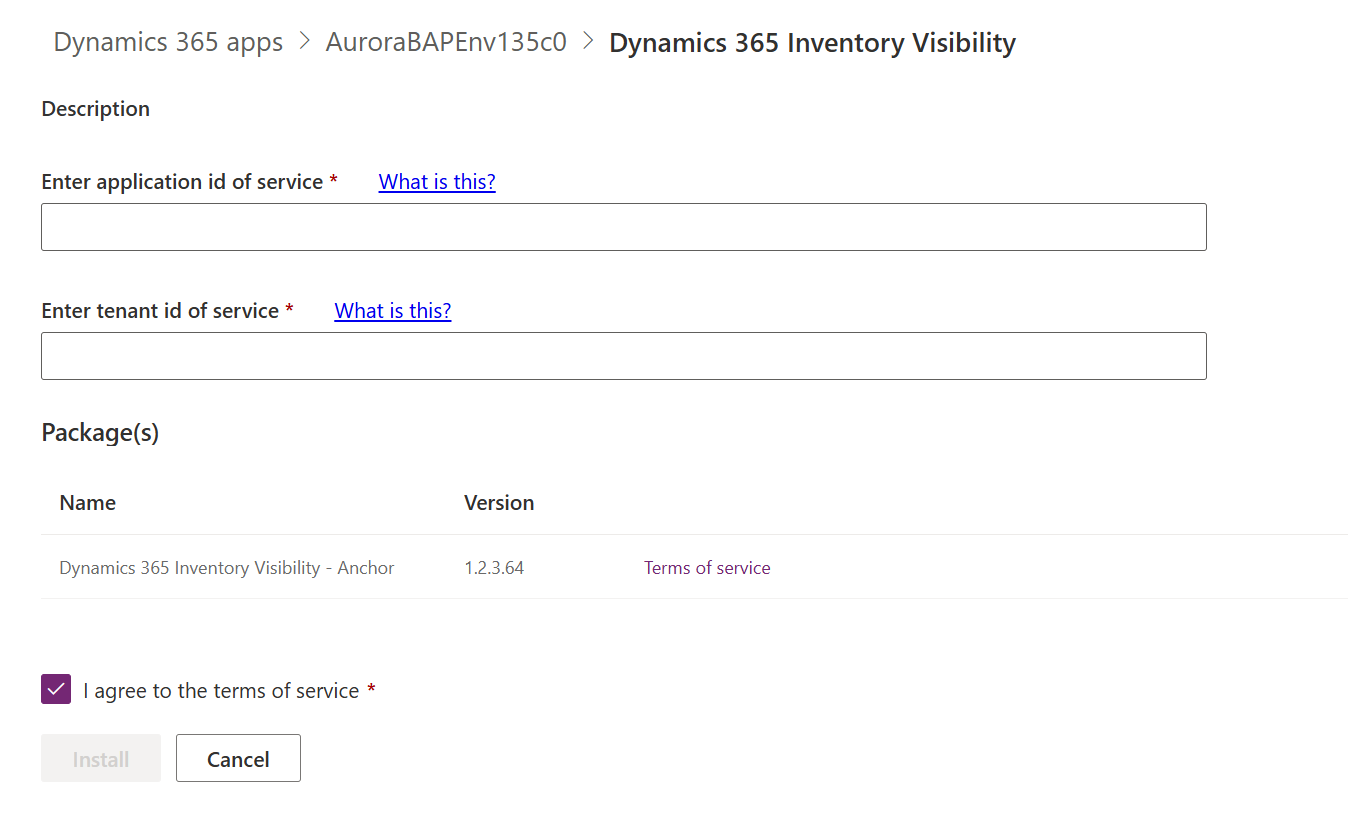 Dynamics 365 apps > AuroraBAPEnv135c0 > Dynamics 365 Inventory Visibility
Description
Enter application id of service * What is this?
Enter tenant id of service * What is this?
Package(s)
Name Version
Dynamics 365 Inventory Visibility - Anchor 1.2.3.64 Terms of service
I agree to the terms of service *
Install Cancel